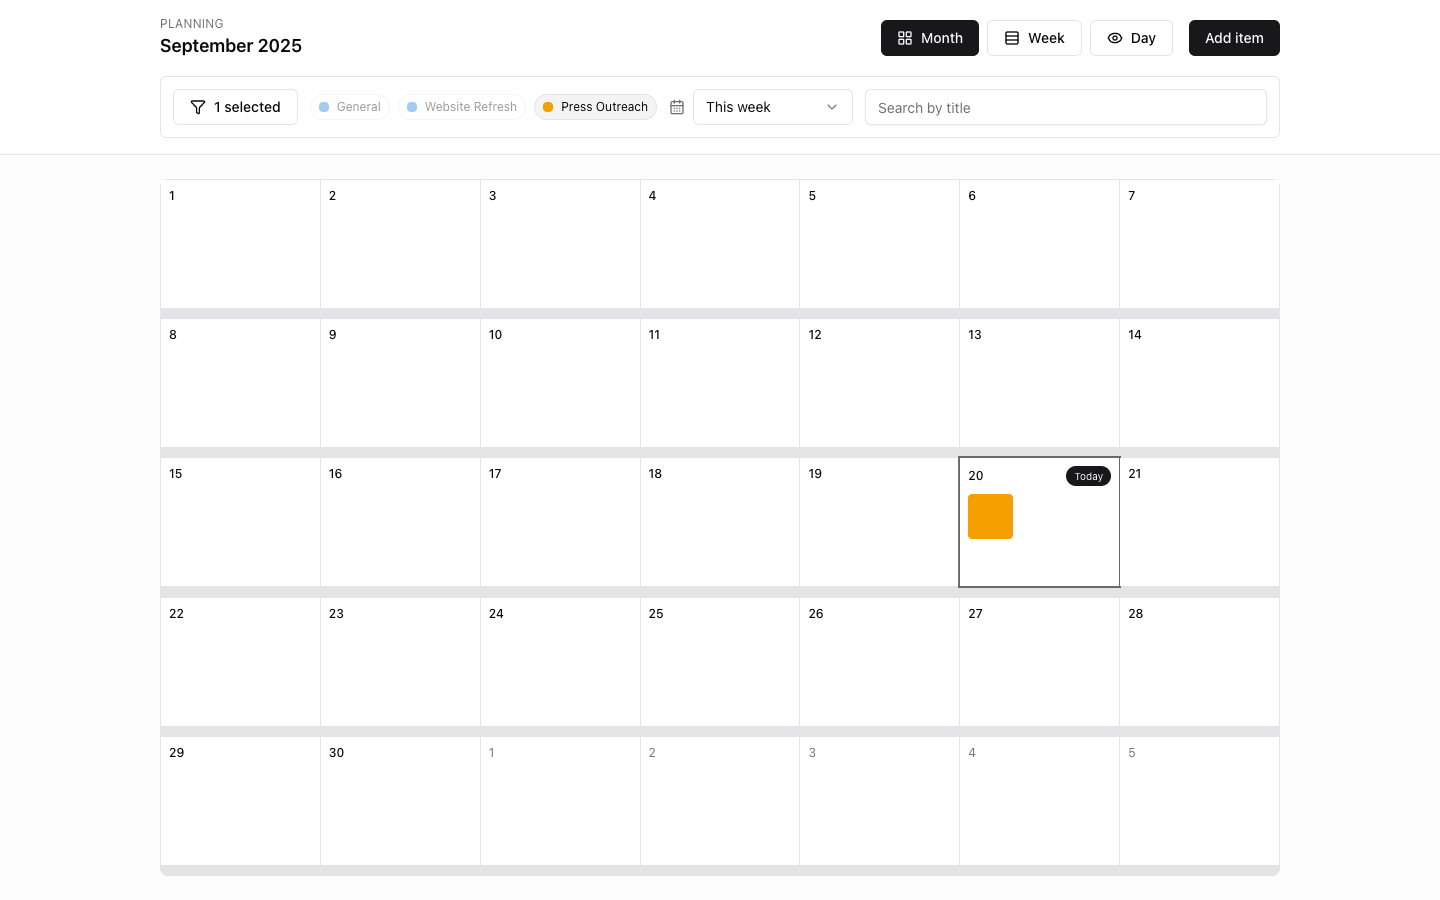 PLANNING
September 2025
Month
Week
Day
Add item
1 selected
General
Website Refresh
Press Outreach
This week
Search by title
1 2 3 4 5 6 7
8 9 10 11 12 13 14
15 16 17 18 19 20 Today 21
22 23 24 25 26 27 28
29 30 1 2 3 4 5